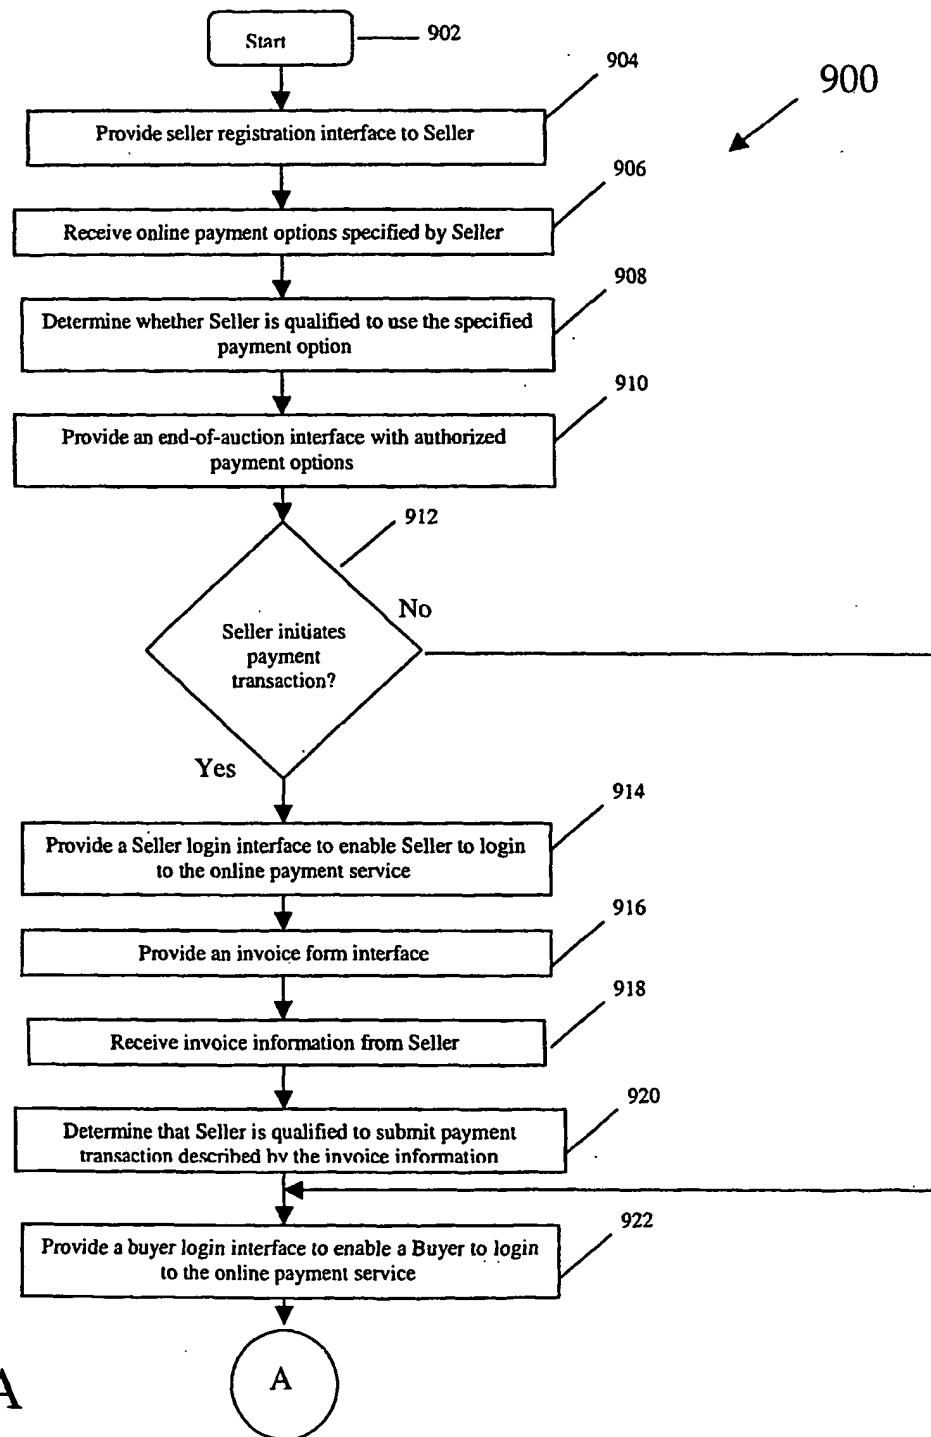 Start
902
904
900
Provide seller registration interface to Seller
906
Receive online payment options specified by Seller
908
Determine whether Seller is qualified to use the specified
payment option
910
Provide an end-of-auction interface with authorized
payment options
912
No
Seller initiates
payment
transaction?
Yes
914
Provide a Seller login interface to enable Seller to login
to the online payment service
916
Provide an invoice form interface
918
Receive invoice information from Seller
920
Determine that Seller is qualified to submit payment
transaction described by the invoice information
922
Provide a buyer login interface to enable a Buyer to login
to the online payment service
A
A